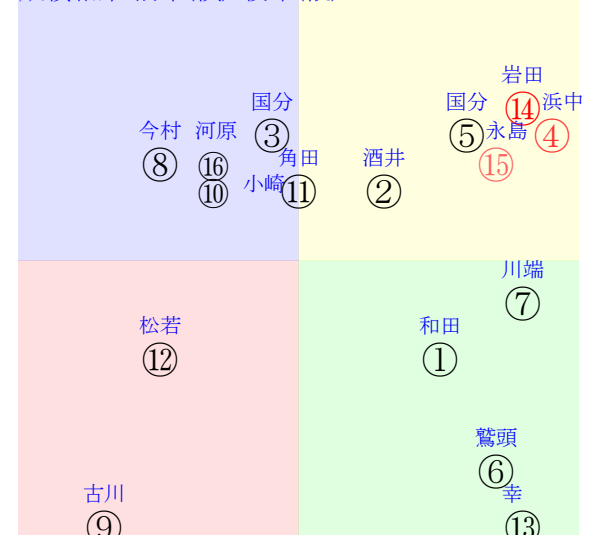 岩田
国分 国分 ⑭ 浜中
今村 河原 ③ ⑤ 永島 ④
⑧ ⑯ 角田 酒井 ⑮
⑩ 小崎 ⑪ ②
川端
⑦
松若 和田
⑫ ①
鷲頭
⑥
古川 幸
⑨ ⑬